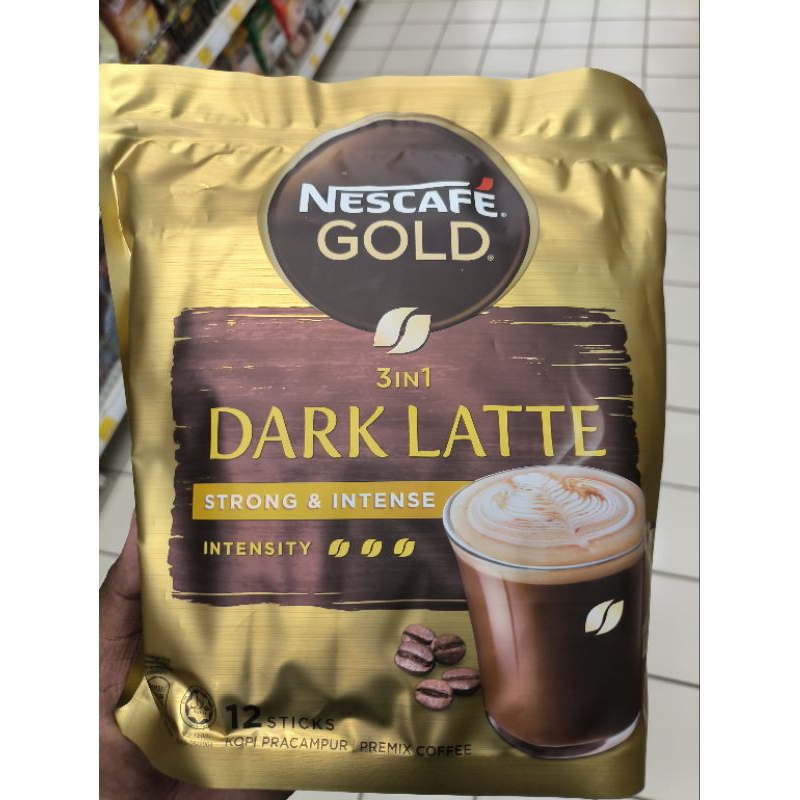 NESCAFÉ®
GOLD®
3IN1
DARK LATTE
STRONG & INTENSE
INTENSITY
12 STICKS
KOPI PRACAMPUR PREMIX COFFEE